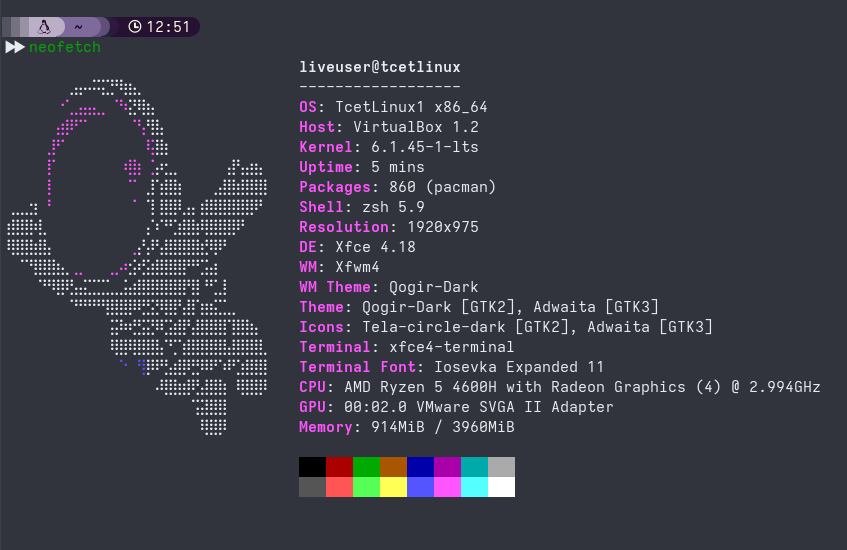 ~ 12:51
neofetch
liveuser@tcetlinux
------------------
OS: TcetLinux1 x86_64
Host: VirtualBox 1.2
Kernel: 6.1.45-1-lts
Uptime: 5 mins
Packages: 860 (pacman)
Shell: zsh 5.9
Resolution: 1920x975
DE: Xfce 4.18
WM: Xfwm4
WM Theme: Qogir-Dark
Theme: Qogir-Dark [GTK2], Adwaita [GTK3]
Icons: Tela-circle-dark [GTK2], Adwaita [GTK3]
Terminal: xfce4-terminal
Terminal Font: Iosevka Expanded 11
CPU: AMD Ryzen 5 4600H with Radeon Graphics (4) @ 2.994GHz
GPU: 00:02.0 VMware SVGA II Adapter
Memory: 914MiB / 3960MiB